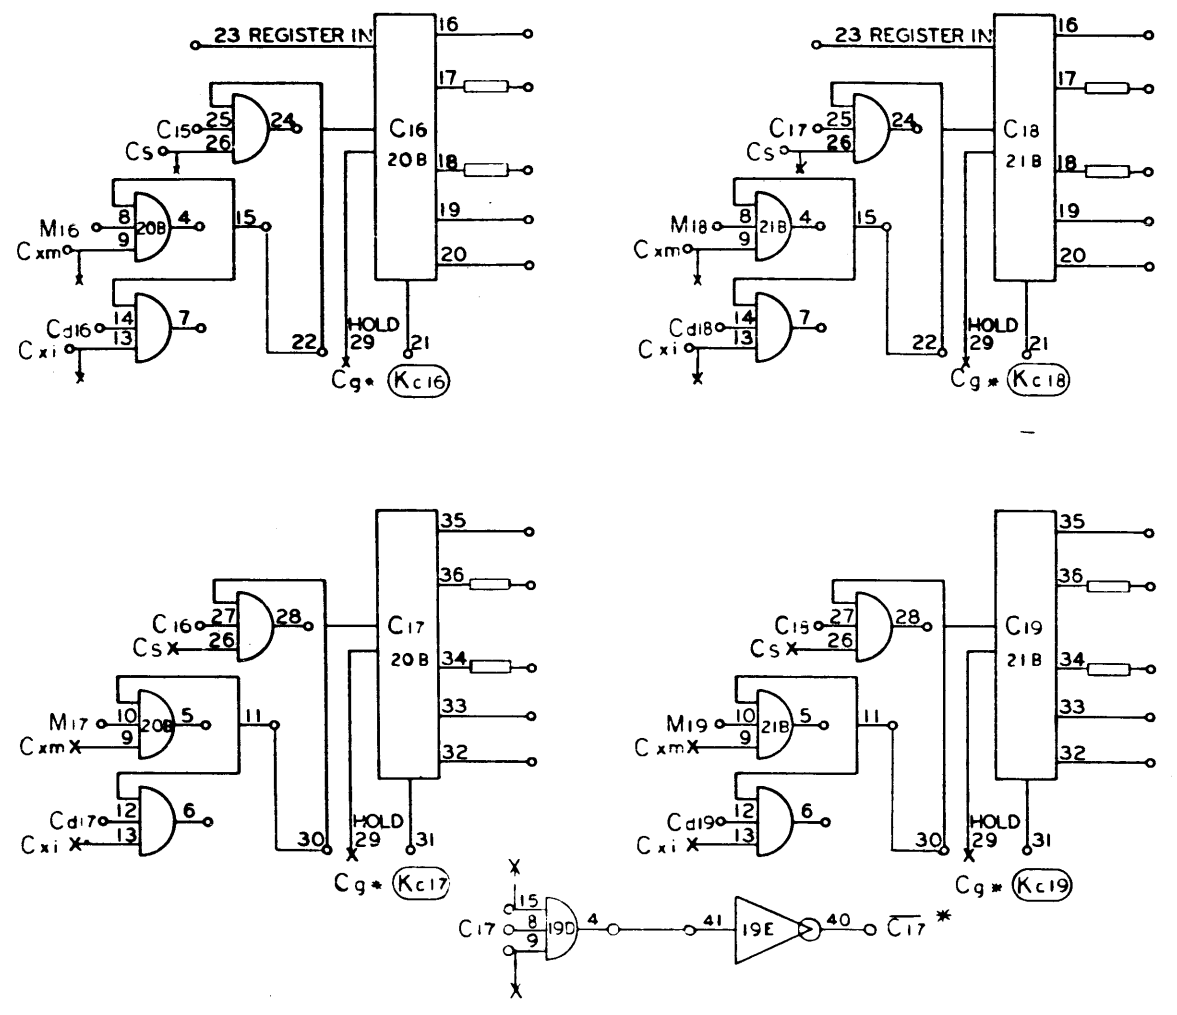 23 REGISTER IN
16
17
C15
25
24
Cs
26
C16
20B
18
M16
8
20B
4
15
19
Cxm
9
20
Cd16
14
7
Cxi
13
22
HOLD
29
21
Cg*
Kc16
23 REGISTER IN
16
17
C17
25
24
Cs
26
C18
21B
18
M18
8
21B
4
15
19
Cxm
9
20
Cd18
14
7
Cxi
13
22
HOLD
29
21
Cg*
Kc18
35
36
C16
27
28
Cs
26
C17
20B
34
M17
10
20B
5
11
33
Cxm
9
32
Cd17
12
6
Cxi
13
30
HOLD
29
31
Cg*
Kc17
35
36
C18
27
28
Cs
26
C19
21B
34
M19
10
21B
5
11
33
Cxm
9
32
Cd19
12
6
Cxi
13
30
HOLD
29
31
Cg*
Kc19
15
C17
8
19D
4
41
19E
40
C̅1̅7̅ *
9